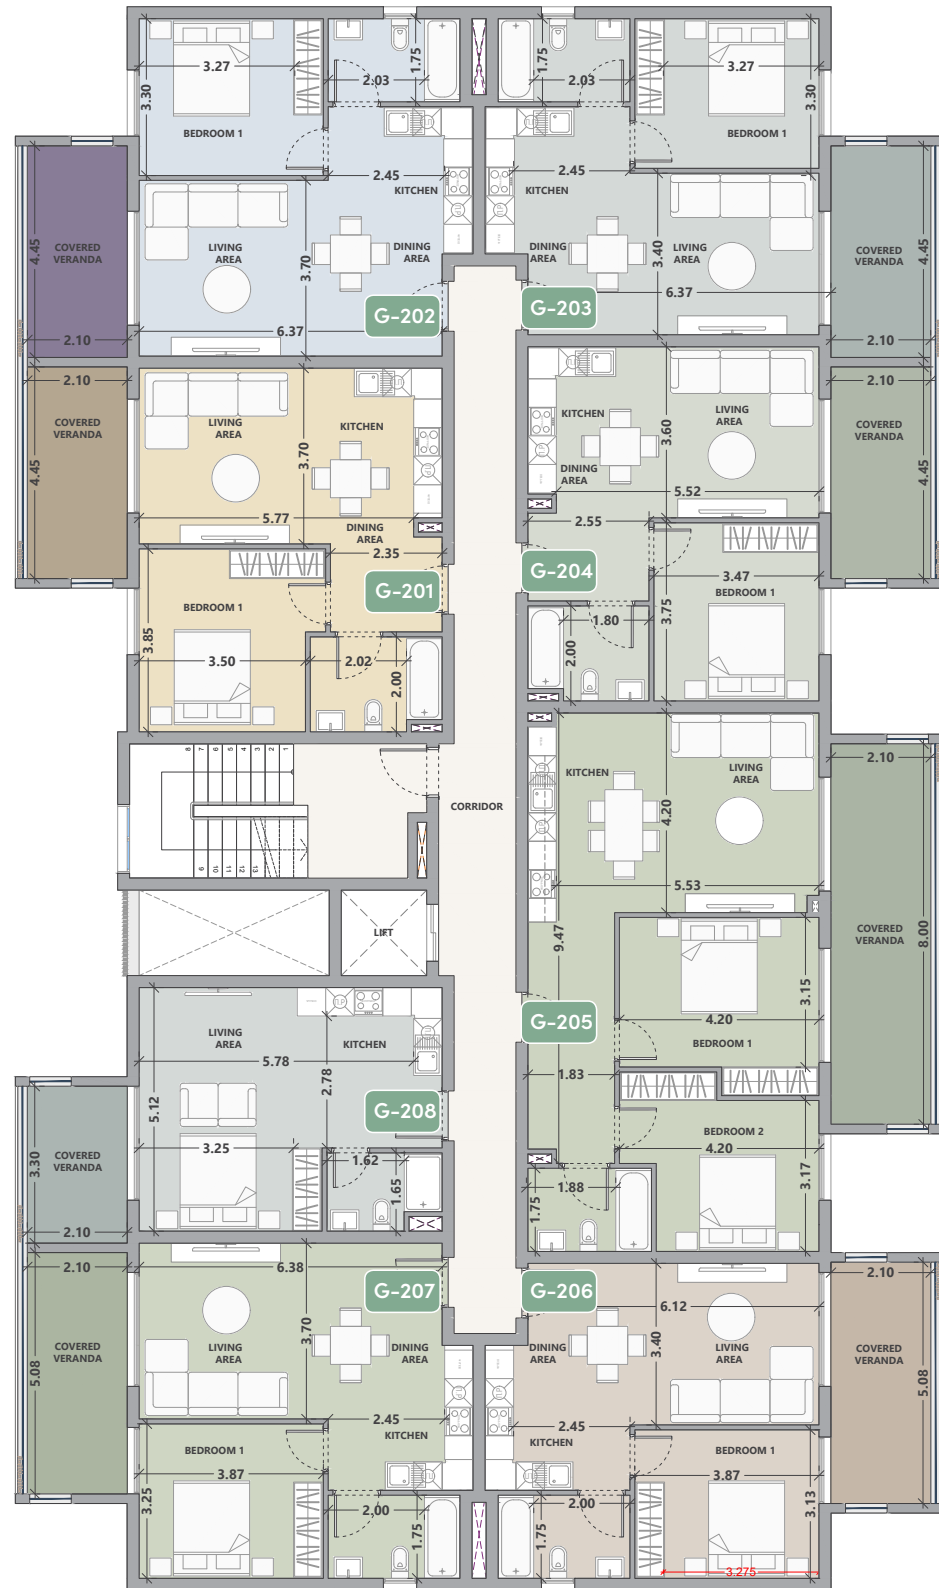 3.27
3.30
BEDROOM 1
2.03
1.75
1.75
2.03
3.27
3.30
BEDROOM 1
2.45
KITCHEN
2.45
KITCHEN
4.45
COVERED
VERANDA
2.10
LIVING
AREA
3.70
DINING
AREA
6.37
G-202
DINING
AREA
3.40
LIVING
AREA
6.37
G-203
COVERED
VERANDA
4.45
2.10
2.10
COVERED
VERANDA
4.45
LIVING
AREA
KITCHEN
3.70
5.77
DINING
AREA
2.35
G-201
BEDROOM 1
3.85
3.50
2.02
2.00
KITCHEN
LIVING
AREA
3.60
DINING
AREA
5.52
2.55
G-204
3.47
BEDROOM 1
3.75
1.80
2.00
2.10
COVERED
VERANDA
4.45
8
7
6
5
4
3
2
1
9
10
11
12
13
CORRIDOR
LIFT
KITCHEN
LIVING
AREA
4.20
5.53
9.47
2.10
COVERED
VERANDA
8.00
3.15
4.20
BEDROOM 1
G-205
1.83
BEDROOM 2
4.20
3.17
1.88
1.75
LIVING
AREA
KITCHEN
5.78
5.12
2.78
G-208
3.25
1.62
1.65
COVERED
VERANDA
3.30
2.10
2.10
COVERED
VERANDA
5.08
6.38
G-207
3.70
LIVING
AREA
DINING
AREA
2.45
KITCHEN
BEDROOM 1
3.87
3.25
2,00
1.75
G-206
6.12
DINING
AREA
3.40
LIVING
AREA
2.10
COVERED
VERANDA
5.08
2.45
KITCHEN
BEDROOM 1
3.87
3.13
2.00
1.75
3.275